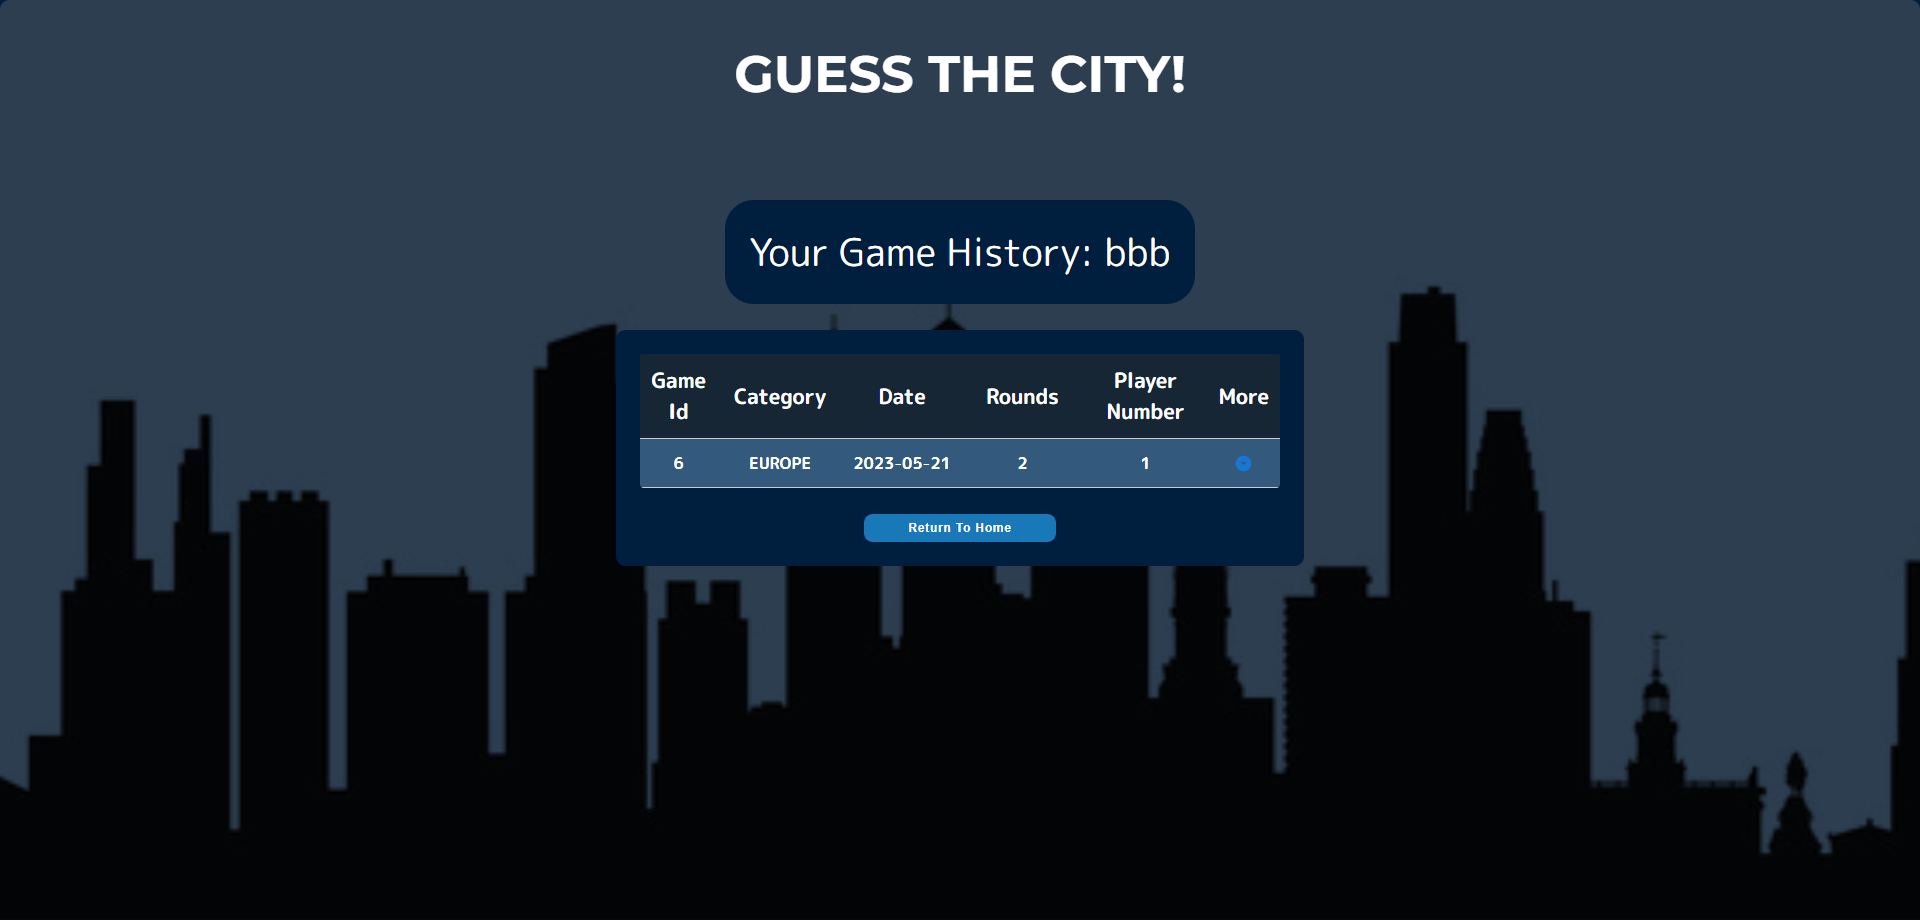 GUESS THE CITY!
Your Game History: bbb
Game Id Category Date Rounds Player Number More
6 EUROPE 2023-05-21 2 1
Return To Home